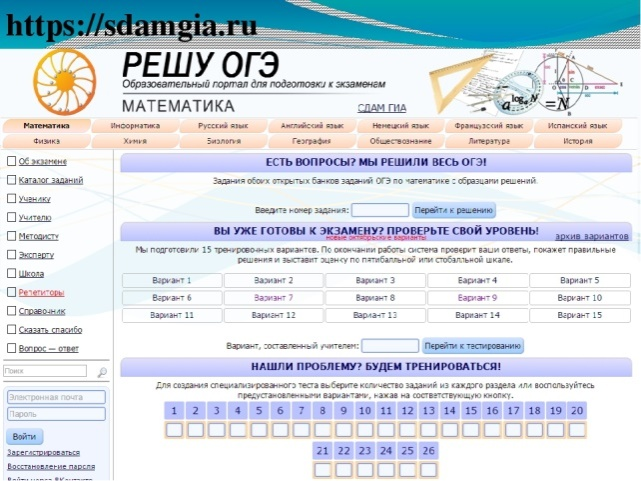 https://sdamgia.ru
РЕШУ ОГЭ
Образовательный портал для подготовки к экзаменам
МАТЕМАТИКА
СДАМ ГИА
Математика Информатика Русский язык Английский язык Немецкий язык Французский язык Испанский язык
Физика Химия Биология География Обществознание Литература История
Об экзамене
Каталог заданий
Ученику
Учителю
Методисту
Эксперту
Школа
Репетиторы
Справочник
Сказать спасибо
Вопрос — ответ
Поиск
Электронная почта
Пароль
Войти
Зарегистрироваться
Восстановление пароля
Войти через ВКонтакте
ЕСТЬ ВОПРОСЫ? МЫ РЕШИЛИ ВЕСЬ ОГЭ!
Задания обоих открытых банков заданий ОГЭ по математике с образцами решений.
Введите номер задания: Перейти к решению
ВЫ УЖЕ ГОТОВЫ К ЭКЗАМЕНУ? ПРОВЕРЬТЕ СВОЙ УРОВЕНЬ!
новые октябрьские варианты архив вариантов
Мы подготовили 15 тренировочных вариантов. По окончании работы система проверит ваши ответы, покажет правильные
решения и выставит оценку по пятибалльной или стобалльной шкале.
Вариант 1 Вариант 2 Вариант 3 Вариант 4 Вариант 5
Вариант 6 Вариант 7 Вариант 8 Вариант 9 Вариант 10
Вариант 11 Вариант 12 Вариант 13 Вариант 14 Вариант 15
Вариант, составленный учителем: Перейти к тестированию
НАШЛИ ПРОБЛЕМУ? БУДЕМ ТРЕНИРОВАТЬСЯ!
Для создания специализированного теста выберите количество заданий из каждого раздела или воспользуйтесь
предустановленными вариантами, нажав на соответствующую кнопку.
1 2 3 4 5 6 7 8 9 10 11 12 13 14 15 16 17 18 19 20
21 22 23 24 25 26